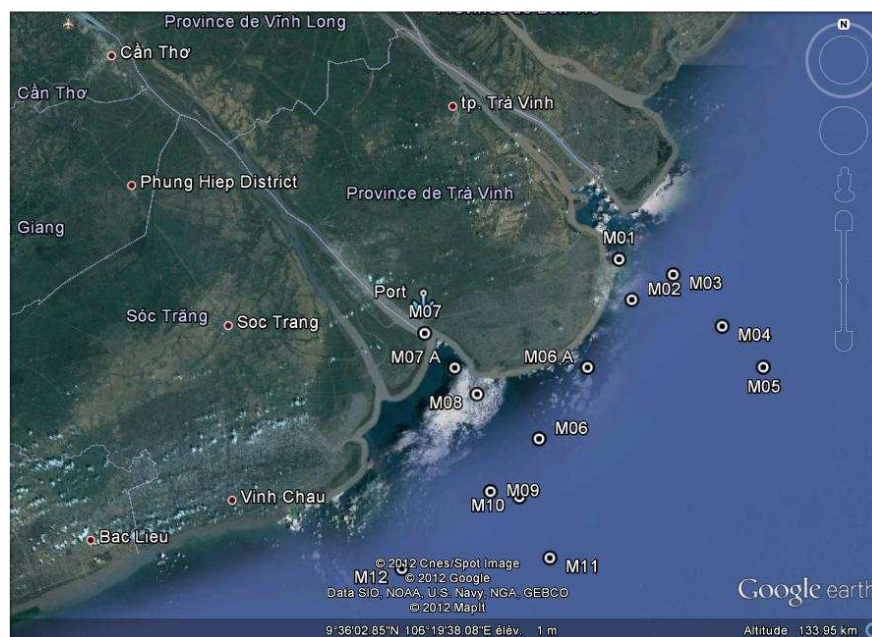 Province de Vĩnh Long
Cần Thơ
Cần Thơ
tp. Trà Vinh
Phung Hiep District
Province de Trà Vinh
Giang
M01
M02
M03
Port
M07
Sóc Trăng
Soc Trang
M04
M07 A
M06 A
M05
M08
M06
M09
M10
Vinh Chau
Bac Lieu
M11
M12
© 2012 Cnes/Spot Image
© 2012 Google
Data SIO, NOAA, U.S. Navy, NGA, GEBCO
© 2012 MapIt
Google earth
9°36'02.85"N 106°19'38.08"E élév. 1 m
Altitude 133.95 km
N